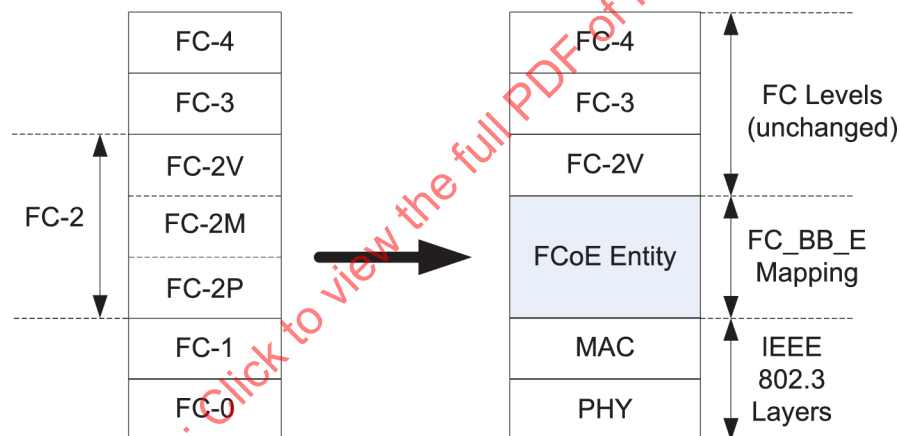 FC-4
FC-3
FC-2V
FC-2M
FC-2P
FC-1
FC-0
FC-2
FC-4
FC-3
FC-2V
FCoE Entity
MAC
PHY
FC Levels
(unchanged)
FC_BB_E
Mapping
IEEE
802.3
Layers
. Click to view the full PDF of